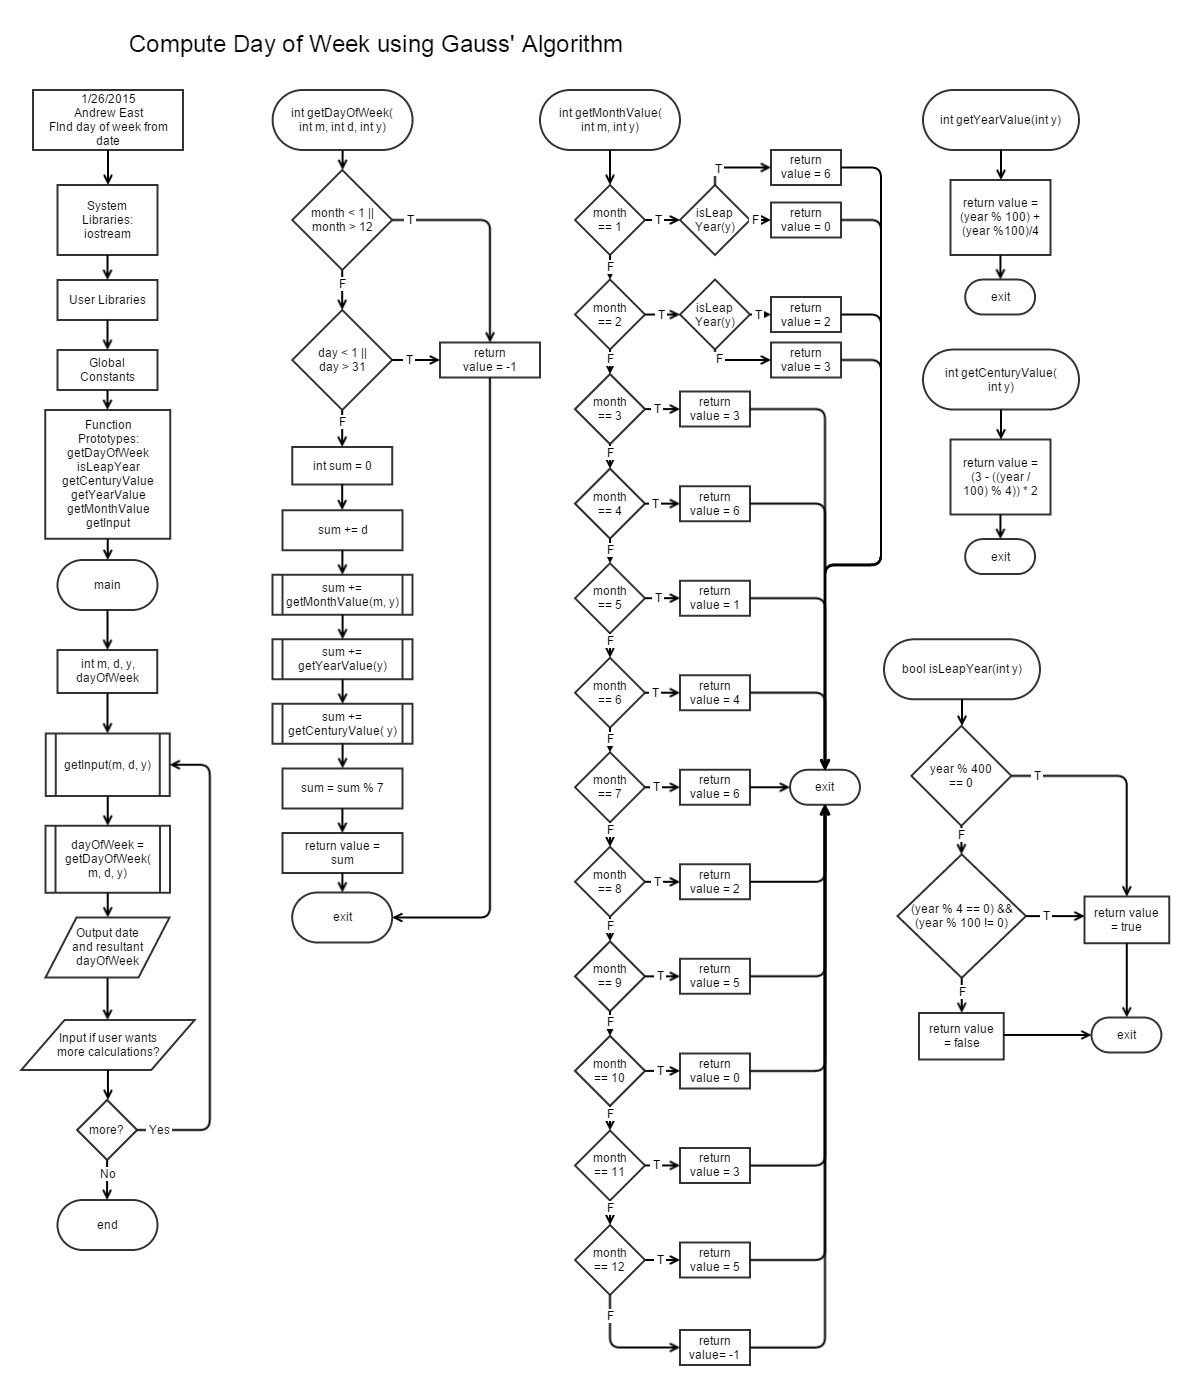 Compute Day of Week using Gauss' Algorithm
1/26/2015
Andrew East
FInd day of week from
date
System
Libraries:
iostream
User Libraries
Global
Constants
Function
Prototypes:
getDayOfWeek
isLeapYear
getCenturyValue
getYearValue
getMonthValue
getInput
main
int m, d, y,
dayOfWeek
getInput(m, d, y)
dayOfWeek =
getDayOfWeek(
m, d, y)
Output date
and resultant
dayOfWeek
Input if user wants
more calculations?
more?
Yes
No
end
int getDayOfWeek(
int m, int d, int y)
month < 1 ||
month > 12
T
F
day < 1 ||
day > 31
T
return
value = -1
F
int sum = 0
sum += d
sum +=
getMonthValue(m, y)
sum +=
getYearValue(y)
sum +=
getCenturyValue( y)
sum = sum % 7
return value =
sum
exit
int getMonthValue(
int m, int y)
month
== 1
T
isLeap
Year(y)
T
return
value = 6
F
return
value = 0
F
month
== 2
T
isLeap
Year(y)
T
return
value = 2
F
return
value = 3
F
month
== 3
T
return
value = 3
F
month
== 4
T
return
value = 6
F
month
== 5
T
return
value = 1
F
month
== 6
T
return
value = 4
F
month
== 7
T
return
value = 6
exit
F
month
== 8
T
return
value = 2
F
month
== 9
T
return
value = 5
F
month
== 10
T
return
value = 0
F
month
== 11
T
return
value = 3
F
month
== 12
T
return
value = 5
F
return
value= -1
int getYearValue(int y)
return value =
(year % 100) +
(year %100)/4
exit
int getCenturyValue(
int y)
return value =
(3 - ((year /
100) % 4)) * 2
exit
bool isLeapYear(int y)
year % 400
== 0
T
F
(year % 4 == 0) &&
(year % 100 != 0)
T
return value
= true
F
return value
= false
exit